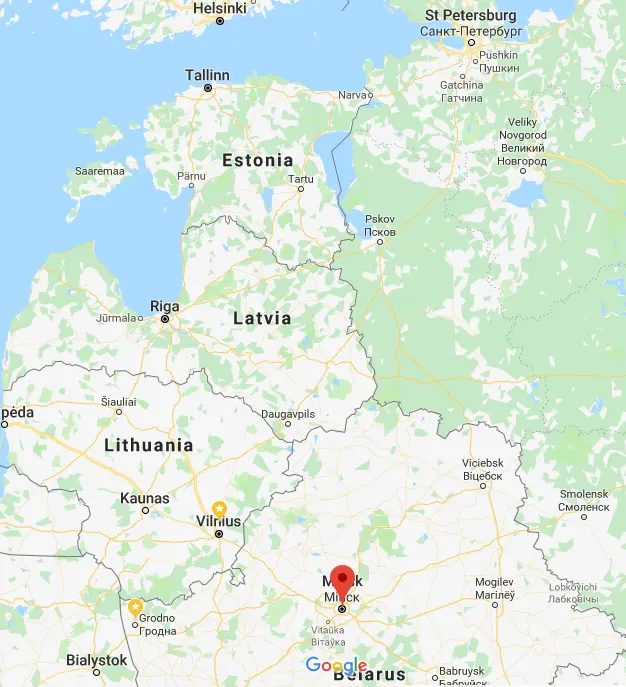 Helsinki
St Petersburg
Санкт-Петербург
Pushkin
Пушкин
Gatchina
Гатчина
Tallinn
Narva
Veliky
Novgorod
Великий
Новгород
Estonia
Saaremaa
Pärnu
Tartu
Pskov
Псков
Riga
Jūrmala
Latvia
Šiauliai
pėda
Daugavpils
Lithuania
Viciebsk
Віцебск
Smolensk
Смоленск
Kaunas
Vilnius
Мінск
Mogilev
Магілёў
Lobkovichi
Лабковічы
Grodno
Гродна
Vitaŭka
Вітаўка
Bialystok
Google
Belarus
Babruysk
Бабруйск